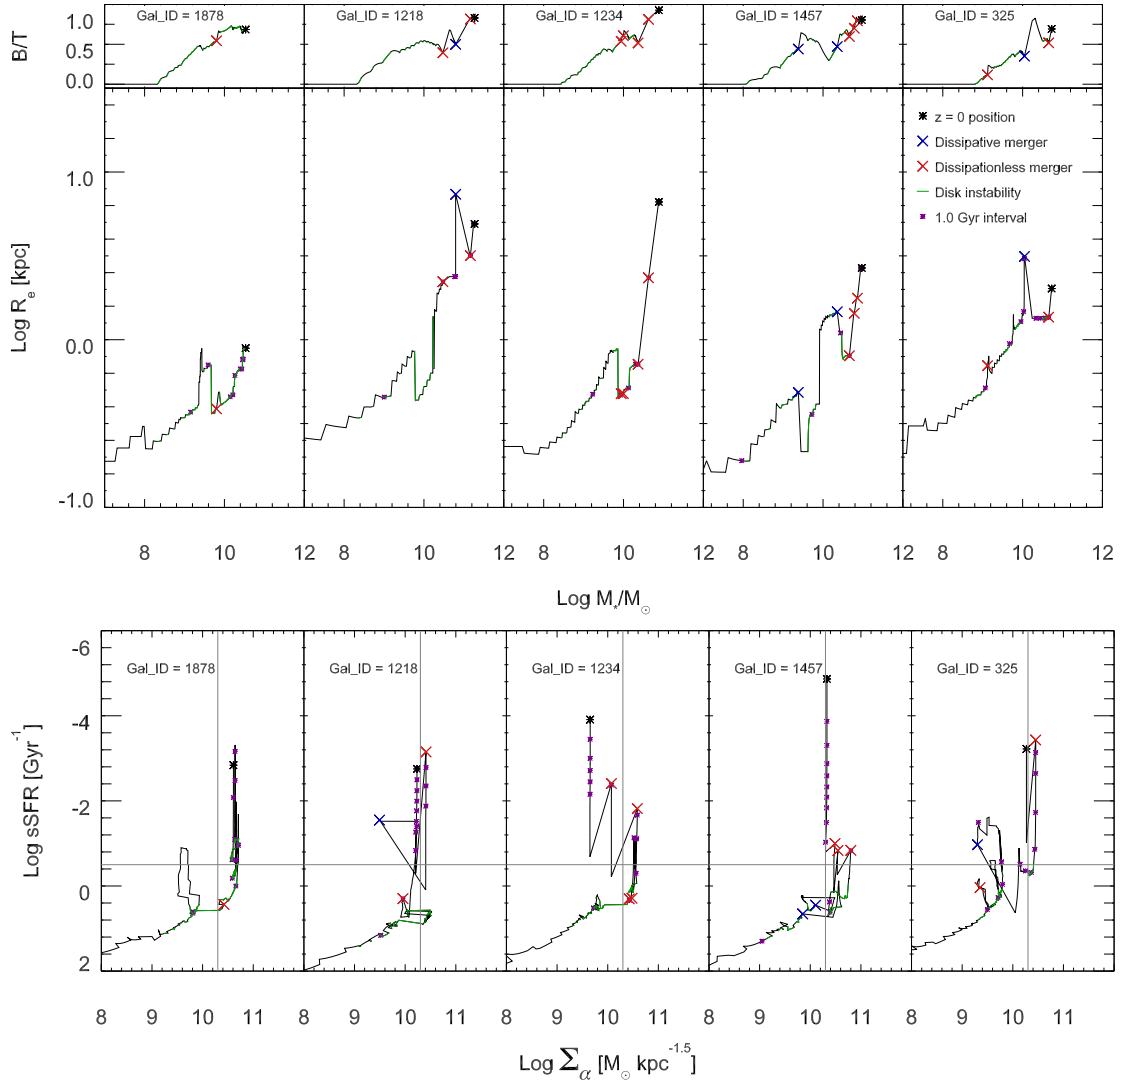 Gal_ID = 1878 Gal_ID = 1218 Gal_ID = 1234 Gal_ID = 1457 Gal_ID = 325
B/T
1.0
0.5
0.0
* z = 0 position
× Dissipative merger
× Dissipationless merger
— Disk instability
1.0 Gyr interval
Log R_e [kpc]
1.0
0.0
-1.0
8 10 12 8 10 12 8 10 12 8 10 12 8 10 12
Log M_*/M_☉
Gal_ID = 1878 Gal_ID = 1218 Gal_ID = 1234 Gal_ID = 1457 Gal_ID = 325
Log sSFR [Gyr^-1]
-6
-4
-2
0
2
8 9 10 11 8 9 10 11 8 9 10 11 8 9 10 11 8 9 10 11
Log Σ_α [M_☉ kpc^-1.5]